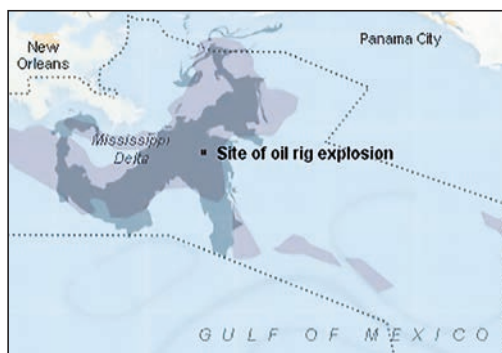 New
Orleans
Panama City
Mississippi
Delta
Site of oil rig explosion
GULF OF MEXICO